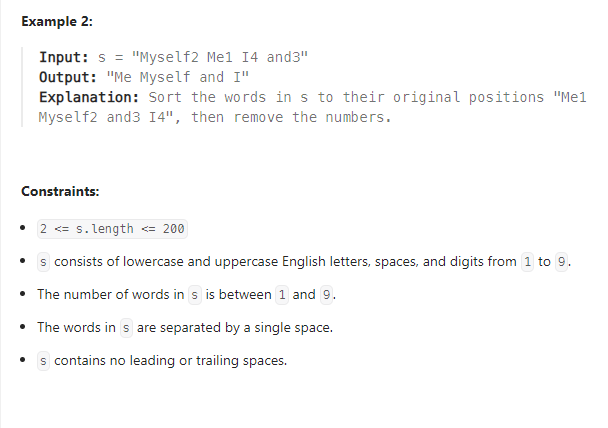 Example 2:
Input: s = "Myself2 Me1 I4 and3"
Output: "Me Myself and I"
Explanation: Sort the words in s to their original positions "Me1
Myself2 and3 I4", then remove the numbers.
Constraints:
• 2 <= s.length <= 200
• s consists of lowercase and uppercase English letters, spaces, and digits from 1 to 9.
• The number of words in s is between 1 and 9.
• The words in s are separated by a single space.
• s contains no leading or trailing spaces.